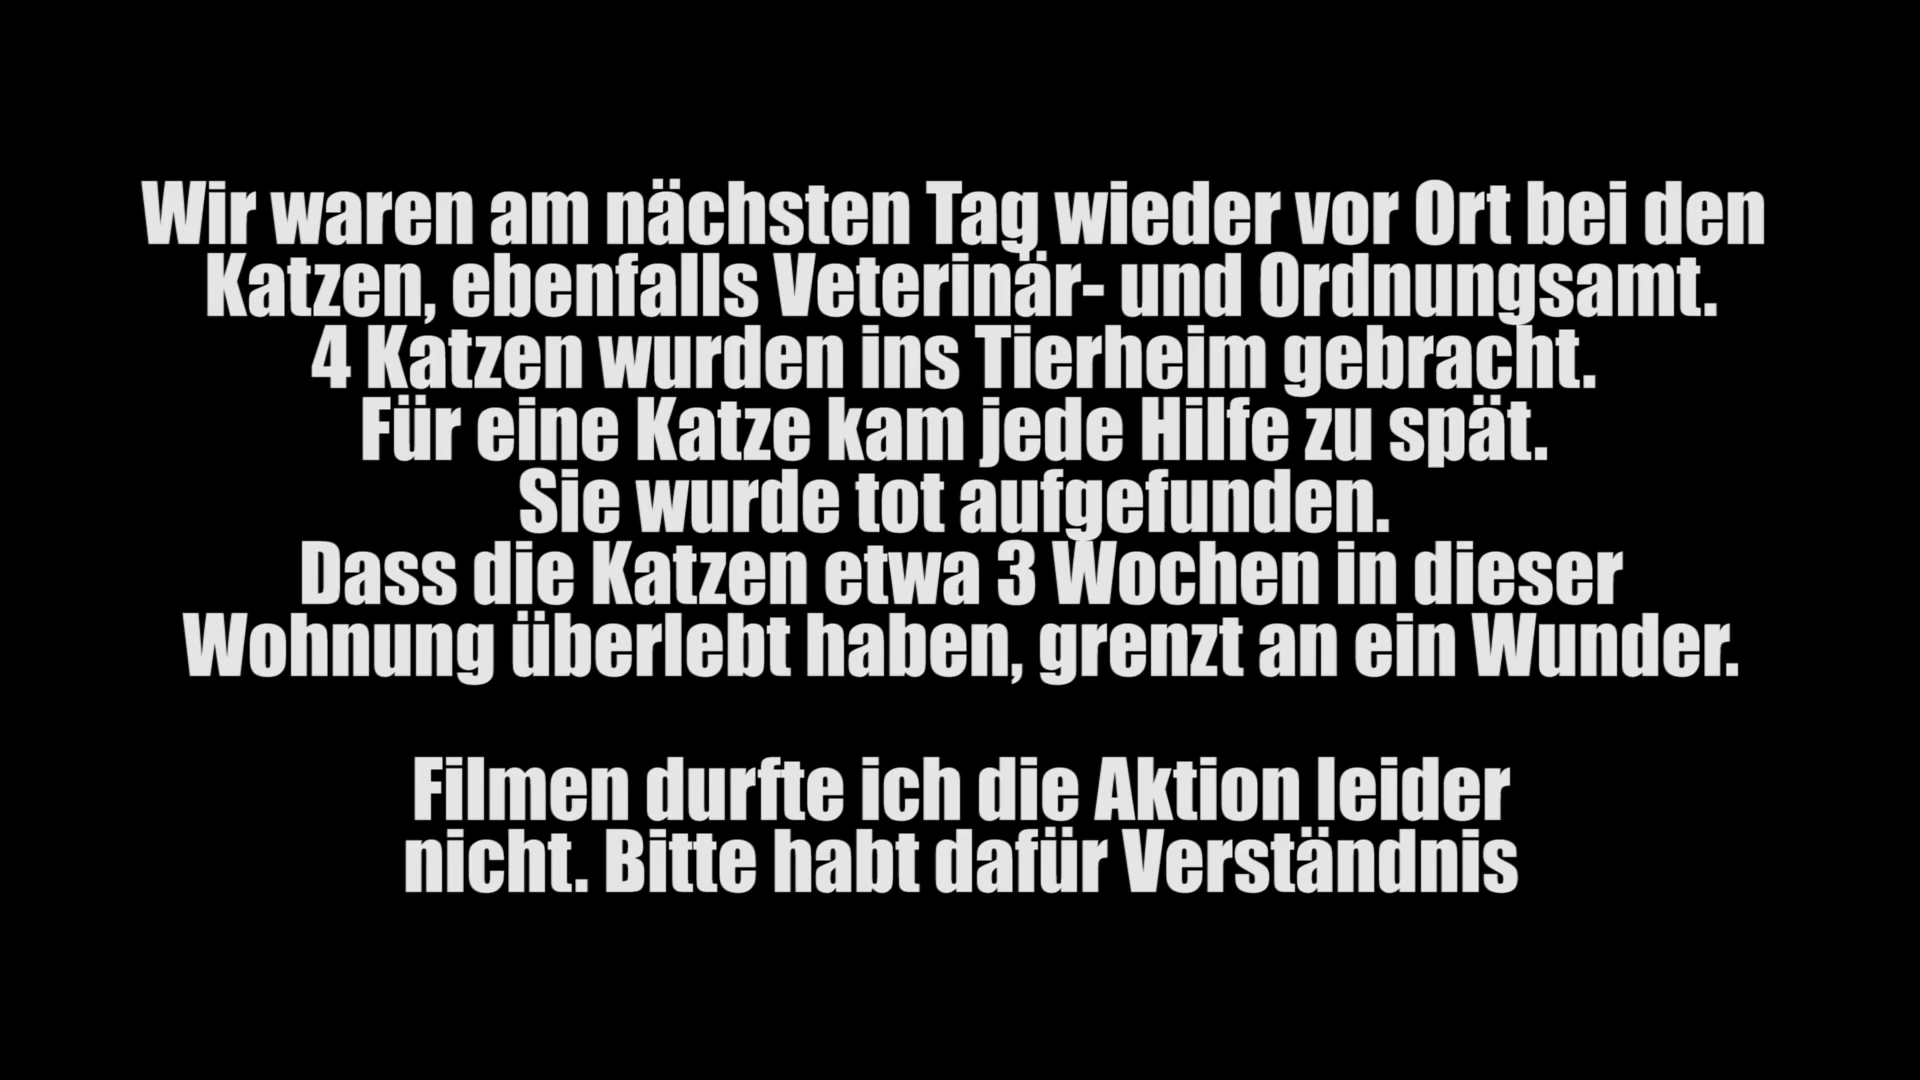 Wir waren am nächsten Tag wieder vor Ort bei den
Katzen, ebenfalls Veterinär- und Ordnungsamt.
4 Katzen wurden ins Tierheim gebracht.
Für eine Katze kam jede Hilfe zu spät.
Sie wurde tot aufgefunden.
Dass die Katzen etwa 3 Wochen in dieser
Wohnung überlebt haben, grenzt an ein Wunder.
Filmen durfte ich die Aktion leider
nicht. Bitte habt dafür Verständnis